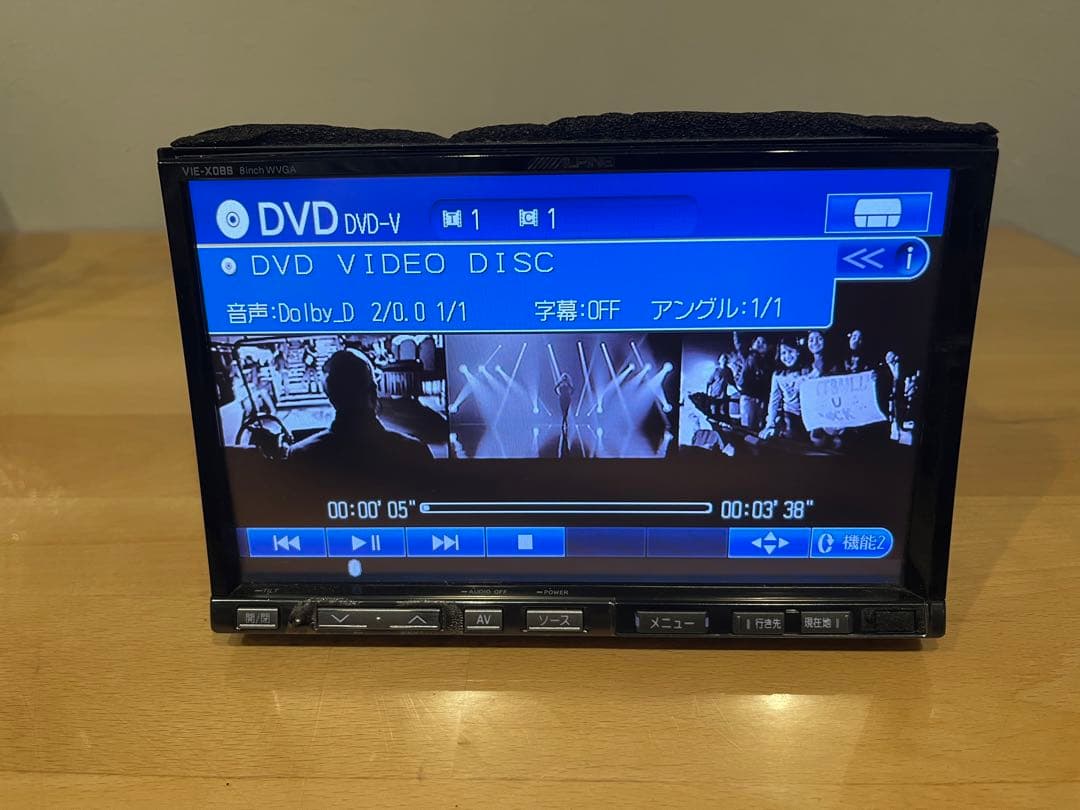 VIE-X088 8inch WVGA ALPINE
DVD DVD-V T 1 C 1
DVD VIDEO DISC i
音声:Dolby_D 2/0.0 1/1 字幕:OFF アングル:1/1
U
00:00' 05" 00:03' 38"
機能2
TILT AUDIO OFF POWER
開/閉 AV ソース メニュー 行き先 現在地